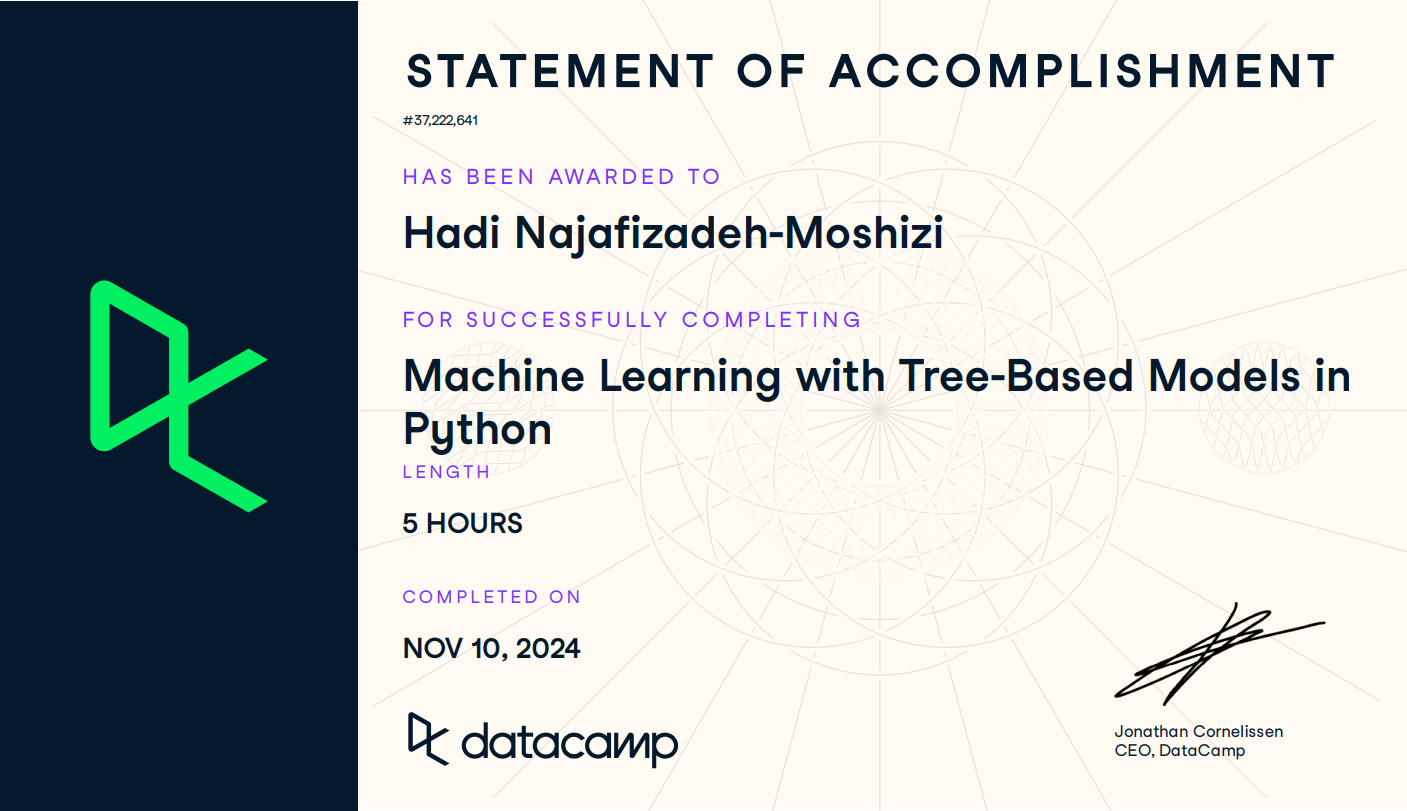 STATEMENT OF ACCOMPLISHMENT
#37,222,641
HAS BEEN AWARDED TO
Hadi Najafizadeh-Moshizi
FOR SUCCESSFULLY COMPLETING
Machine Learning with Tree-Based Models in
Python
LENGTH
5 HOURS
COMPLETED ON
NOV 10, 2024
datacamp
Jonathan Cornelissen
CEO, DataCamp